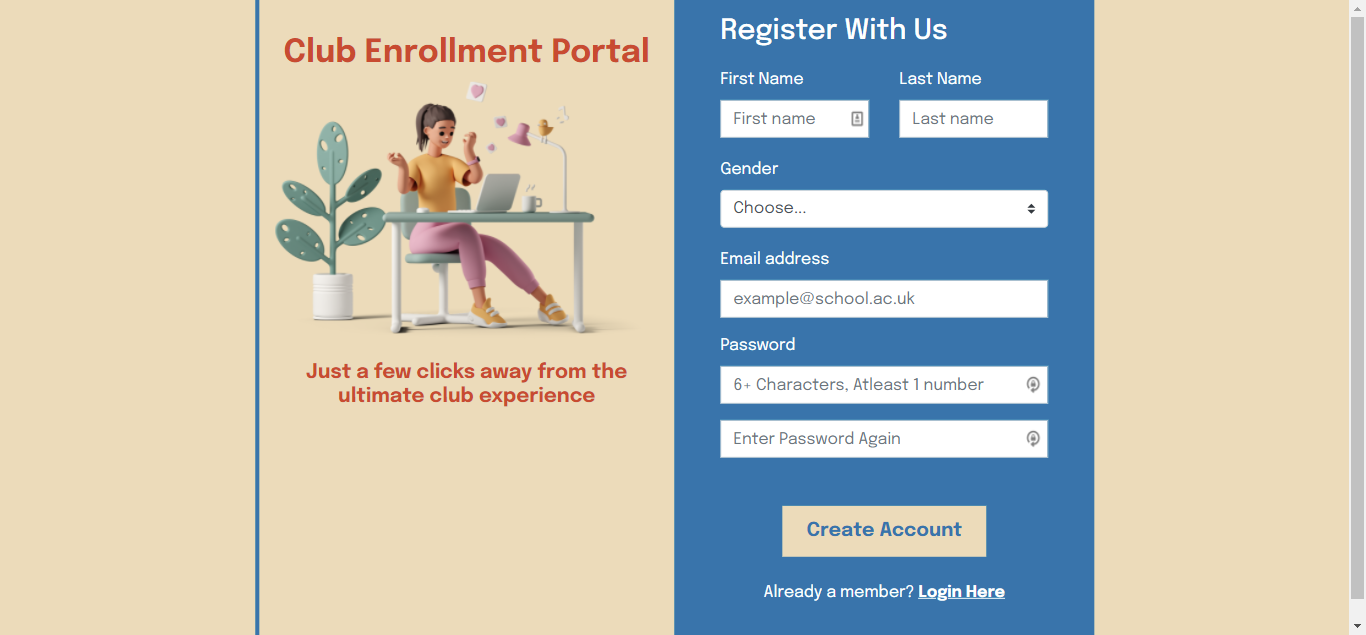 Club Enrollment Portal
Just a few clicks away from the
ultimate club experience
Register With Us
First Name
Last Name
First name
Last name
Gender
Choose...
Email address
example@school.ac.uk
Password
6+ Characters, Atleast 1 number
Enter Password Again
Create Account
Already a member? Login Here